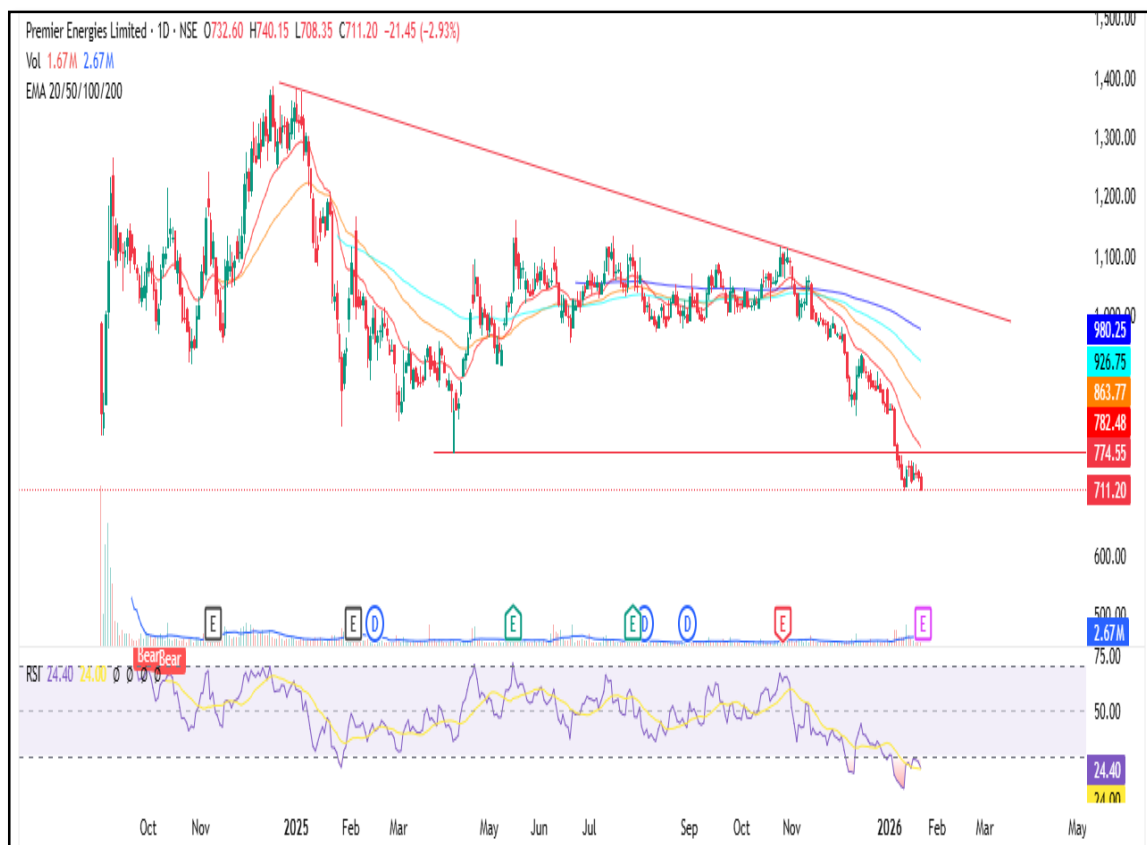 Premier Energies Limited · 1D · NSE O732.60 H740.15 L708.35 C711.20 −21.45 (−2.93%)
Vol 1.67M 2.67M
EMA 20/50/100/200
1,500.00
1,400.00
1,300.00
1,200.00
1,100.00
1,000.00
980.25
926.75
863.77
782.48
774.55
711.20
600.00
500.00
2.67M
E E D E E D D E E
Bear Bear
RSI 24.40 24.00 Ø Ø Ø Ø
75.00
50.00
24.40
24.00
Oct Nov 2025 Feb Mar May Jun Jul Sep Oct Nov 2026 Feb Mar May